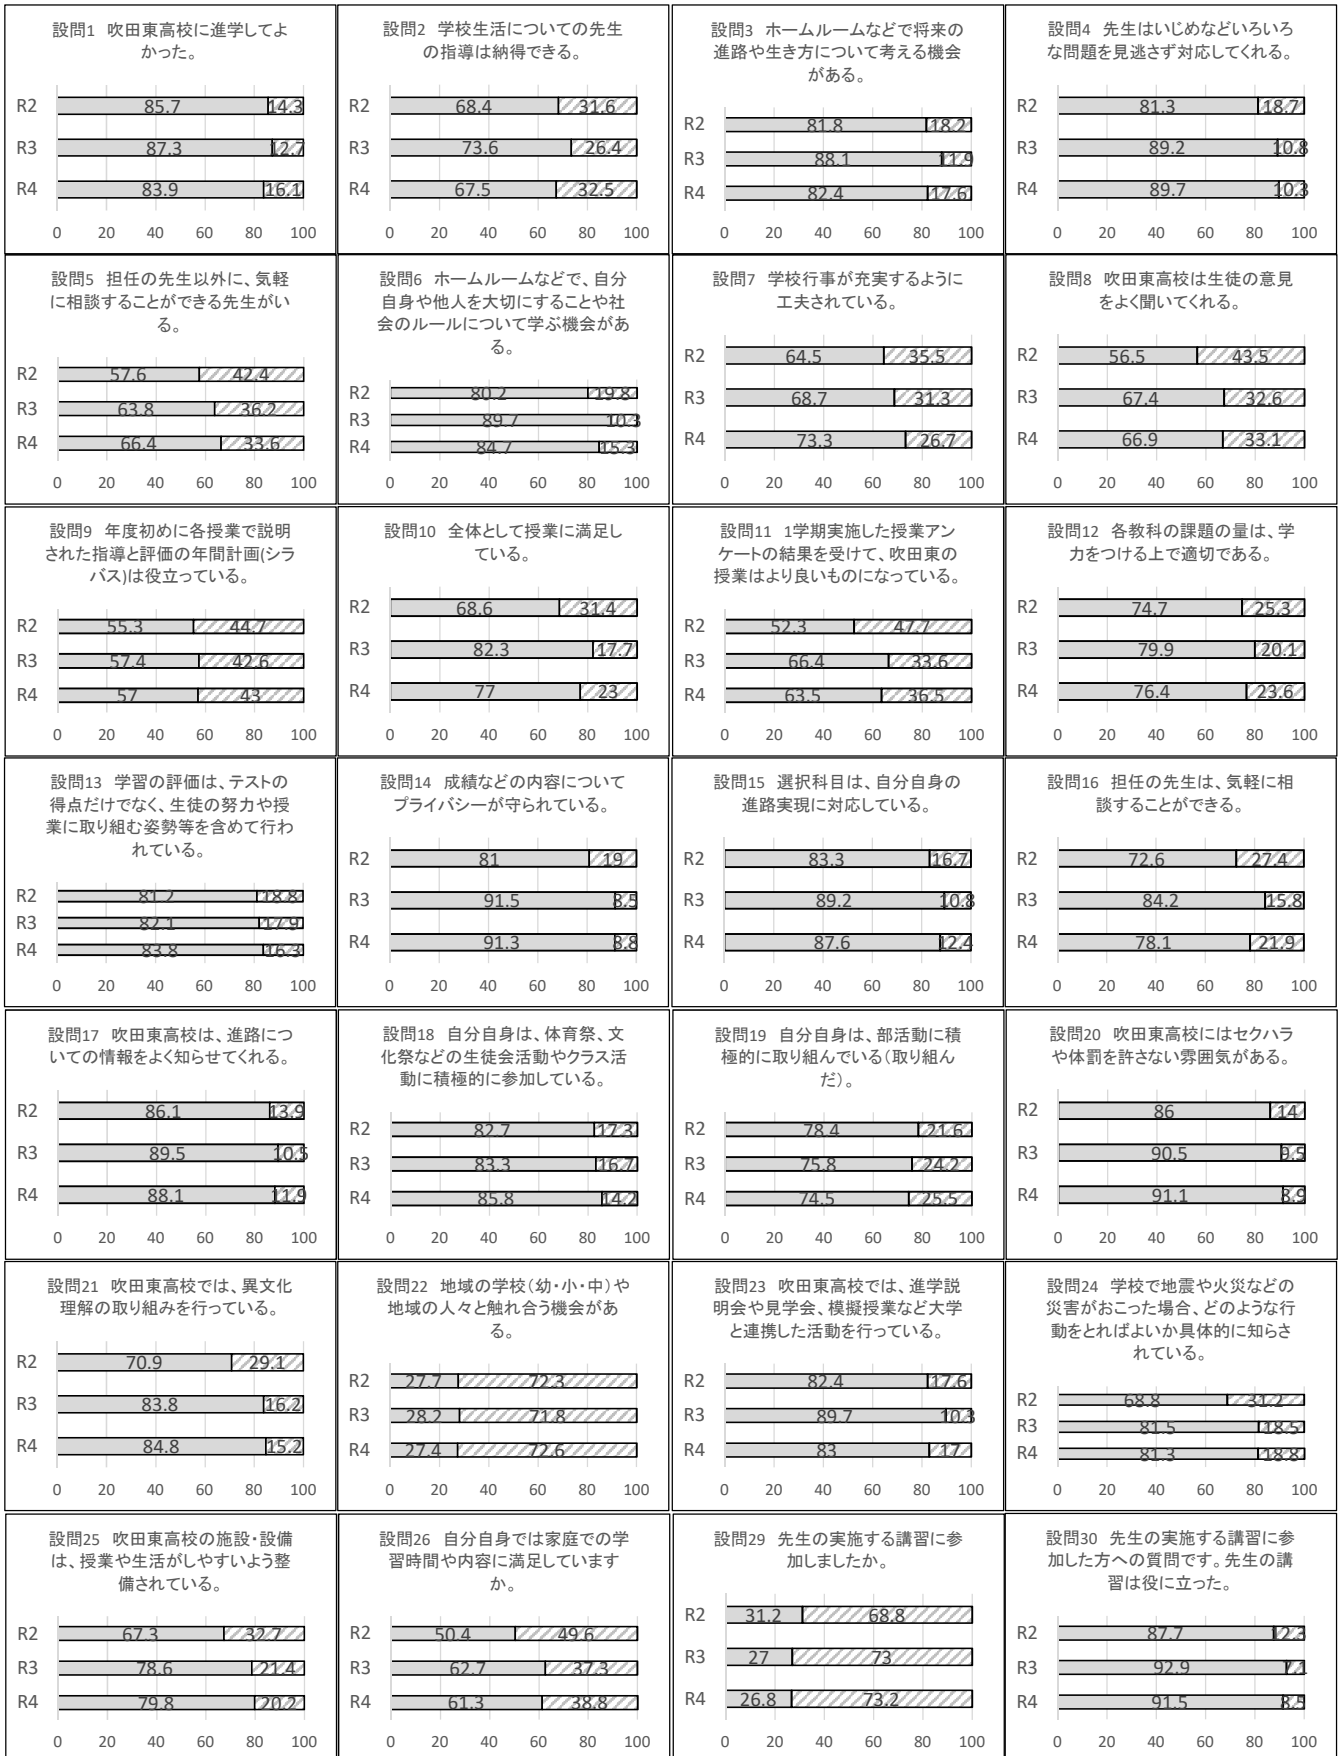 設問1 吹田東高校に進学してよ
かった。
R2 85.7 14.3
R3 87.3 12.7
R4 83.9 16.1
0 20 40 60 80 100
設問2 学校生活についての先生
の指導は納得できる。
R2 68.4 31.6
R3 73.6 26.4
R4 67.5 32.5
0 20 40 60 80 100
設問3 ホームルームなどで将来の
進路や生き方について考える機会
がある。
R2 81.8 18.2
R3 88.1 11.9
R4 82.4 17.6
0 20 40 60 80 100
設問4 先生はいじめなどいろいろ
な問題を見逃さず対応してくれる。
R2 81.3 18.7
R3 89.2 10.8
R4 89.7 10.3
0 20 40 60 80 100
設問5 担任の先生以外に、気軽
に相談することができる先生がい
る。
R2 57.6 42.4
R3 63.8 36.2
R4 66.4 33.6
0 20 40 60 80 100
設問6 ホームルームなどで、自分
自身や他人を大切にすることや社
会のルールについて学ぶ機会があ
る。
R2 80.2 19.8
R3 89.7 10.3
R4 84.7 15.3
0 20 40 60 80 100
設問7 学校行事が充実するように
工夫されている。
R2 64.5 35.5
R3 68.7 31.3
R4 73.3 26.7
0 20 40 60 80 100
設問8 吹田東高校は生徒の意見
をよく聞いてくれる。
R2 56.5 43.5
R3 67.4 32.6
R4 66.9 33.1
0 20 40 60 80 100
設問9 年度初めに各授業で説明
された指導と評価の年間計画(シラ
バス)は役立っている。
R2 55.3 44.7
R3 57.4 42.6
R4 57 43
0 20 40 60 80 100
設問10 全体として授業に満足し
ている。
R2 68.6 31.4
R3 82.3 17.7
R4 77 23
0 20 40 60 80 100
設問11 1学期実施した授業アン
ケートの結果を受けて、吹田東の
授業はより良いものになっている。
R2 52.3 47.7
R3 66.4 33.6
R4 63.5 36.5
0 20 40 60 80 100
設問12 各教科の課題の量は、学
力をつける上で適切である。
R2 74.7 25.3
R3 79.9 20.1
R4 76.4 23.6
0 20 40 60 80 100
設問13 学習の評価は、テストの
得点だけでなく、生徒の努力や授
業に取り組む姿勢等を含めて行わ
れている。
R2 81.2 18.8
R3 82.1 17.9
R4 83.8 16.3
0 20 40 60 80 100
設問14 成績などの内容について
プライバシーが守られている。
R2 81 19
R3 91.5 8.5
R4 91.3 8.8
0 20 40 60 80 100
設問15 選択科目は、自分自身の
進路実現に対応している。
R2 83.3 16.7
R3 89.2 10.8
R4 87.6 12.4
0 20 40 60 80 100
設問16 担任の先生は、気軽に相
談することができる。
R2 72.6 27.4
R3 84.2 15.8
R4 78.1 21.9
0 20 40 60 80 100
設問17 吹田東高校は、進路につ
いての情報をよく知らせてくれる。
R2 86.1 13.9
R3 89.5 10.5
R4 88.1 11.9
0 20 40 60 80 100
設問18 自分自身は、体育祭、文
化祭などの生徒会活動やクラス活
動に積極的に参加している。
R2 82.7 17.3
R3 83.3 16.7
R4 85.8 14.2
0 20 40 60 80 100
設問19 自分自身は、部活動に積
極的に取り組んでいる(取り組ん
だ)。
R2 78.4 21.6
R3 75.8 24.2
R4 74.5 25.5
0 20 40 60 80 100
設問20 吹田東高校にはセクハラ
や体罰を許さない雰囲気がある。
R2 86 14
R3 90.5 9.5
R4 91.1 8.9
0 20 40 60 80 100
設問21 吹田東高校では、異文化
理解の取り組みを行っている。
R2 70.9 29.1
R3 83.8 16.2
R4 84.8 15.2
0 20 40 60 80 100
設問22 地域の学校(幼・小・中)や
地域の人々と触れ合う機会があ
る。
R2 27.7 72.3
R3 28.2 71.8
R4 27.4 72.6
0 20 40 60 80 100
設問23 吹田東高校では、進学説
明会や見学会、模擬授業など大学
と連携した活動を行っている。
R2 82.4 17.6
R3 89.7 10.3
R4 83 17
0 20 40 60 80 100
設問24 学校で地震や火災などの
災害がおこった場合、どのような行
動をとればよいか具体的に知らさ
れている。
R2 68.8 31.2
R3 81.5 18.5
R4 81.3 18.8
0 20 40 60 80 100
設問25 吹田東高校の施設・設備
は、授業や生活がしやすいよう整
備されている。
R2 67.3 32.7
R3 78.6 21.4
R4 79.8 20.2
0 20 40 60 80 100
設問26 自分自身では家庭での学
習時間や内容に満足しています
か。
R2 50.4 49.6
R3 62.7 37.3
R4 61.3 38.8
0 20 40 60 80 100
設問29 先生の実施する講習に参
加しましたか。
R2 31.2 68.8
R3 27 73
R4 26.8 73.2
0 20 40 60 80 100
設問30 先生の実施する講習に参
加した方への質問です。先生の講
習は役に立った。
R2 87.7 12.3
R3 92.9 7.1
R4 91.5 8.5
0 20 40 60 80 100